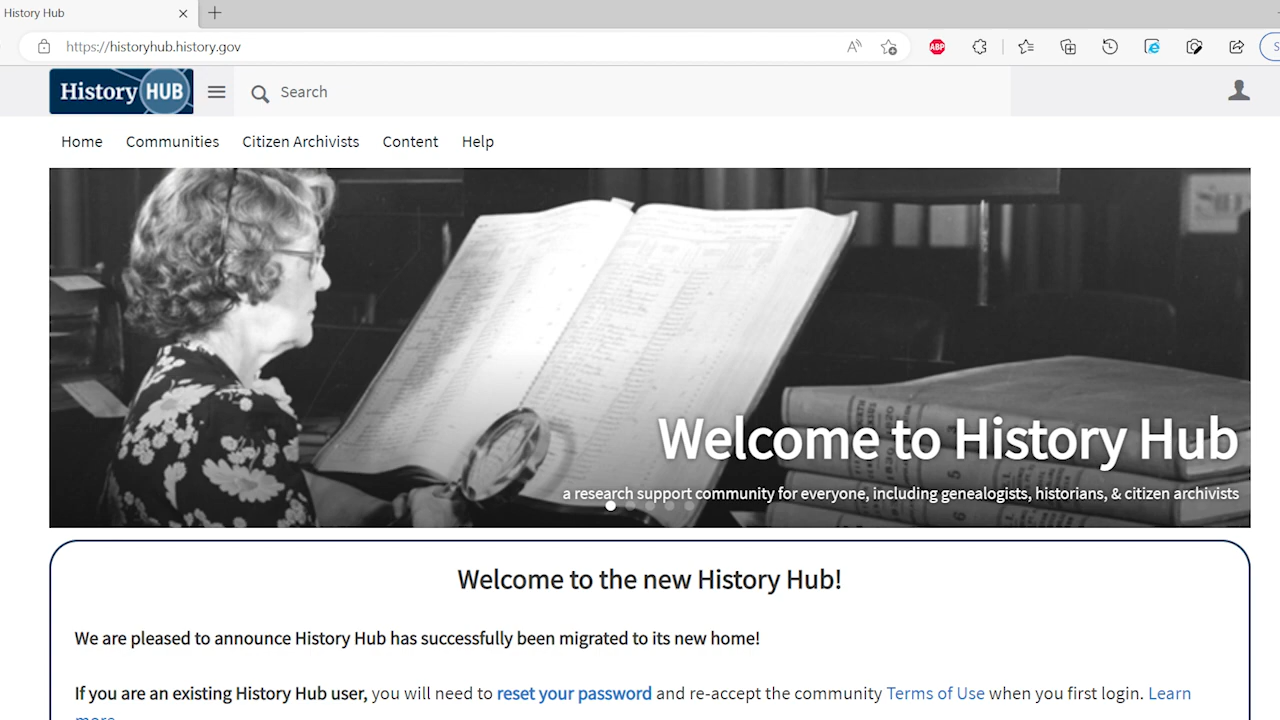 History Hub
https://historyhub.history.gov
ABP
History HUB
Search
Home Communities Citizen Archivists Content Help
Welcome to History Hub
a research support community for everyone, including genealogists, historians, & citizen archivists
Welcome to the new History Hub!
We are pleased to announce History Hub has successfully been migrated to its new home!
If you are an existing History Hub user, you will need to reset your password and re-accept the community Terms of Use when you first login. Learn
more